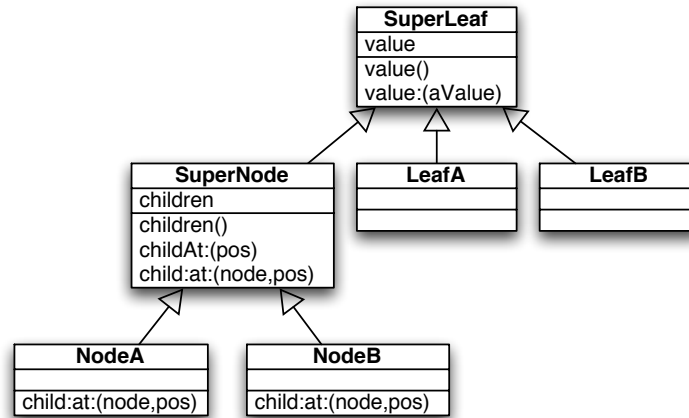 SuperLeaf
value
value()
value:(aValue)
SuperNode
children
children()
childAt:(pos)
child:at:(node,pos)
LeafA
LeafB
NodeA
child:at:(node,pos)
NodeB
child:at:(node,pos)